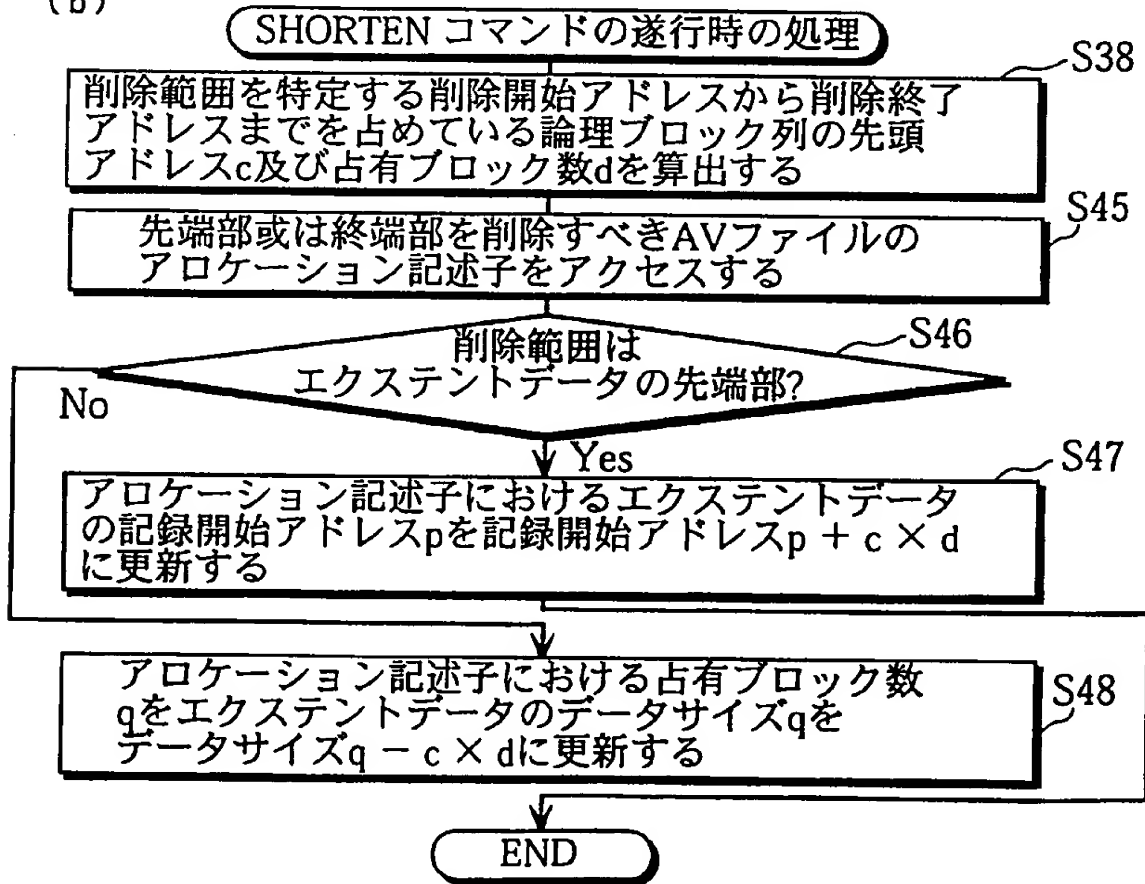 (b)
SHORTEN コマンドの遂行時の処理
S38
削除範囲を特定する削除開始アドレスから削除終了
アドレスまでを占めている論理ブロック列の先頭
アドレスc及び占有ブロック数dを算出する
S45
先端部或は終端部を削除すべきAVファイルの
アロケーション記述子をアクセスする
S46
削除範囲は
エクステントデータの先端部?
No
Yes
S47
アロケーション記述子におけるエクステントデータ
の記録開始アドレスpを記録開始アドレスp + c × d
に更新する
アロケーション記述子における占有ブロック数
qをエクステントデータのデータサイズqを
データサイズq − c × dに更新する
S48
END